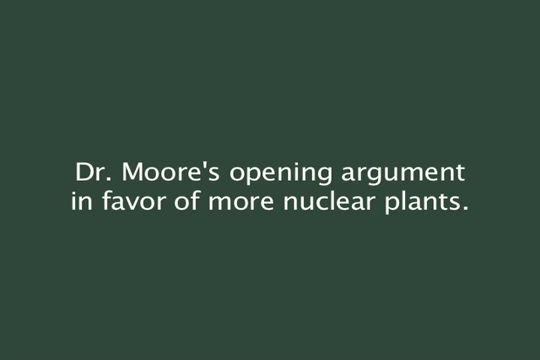 Dr. Moore's opening argument
in favor of more nuclear plants.